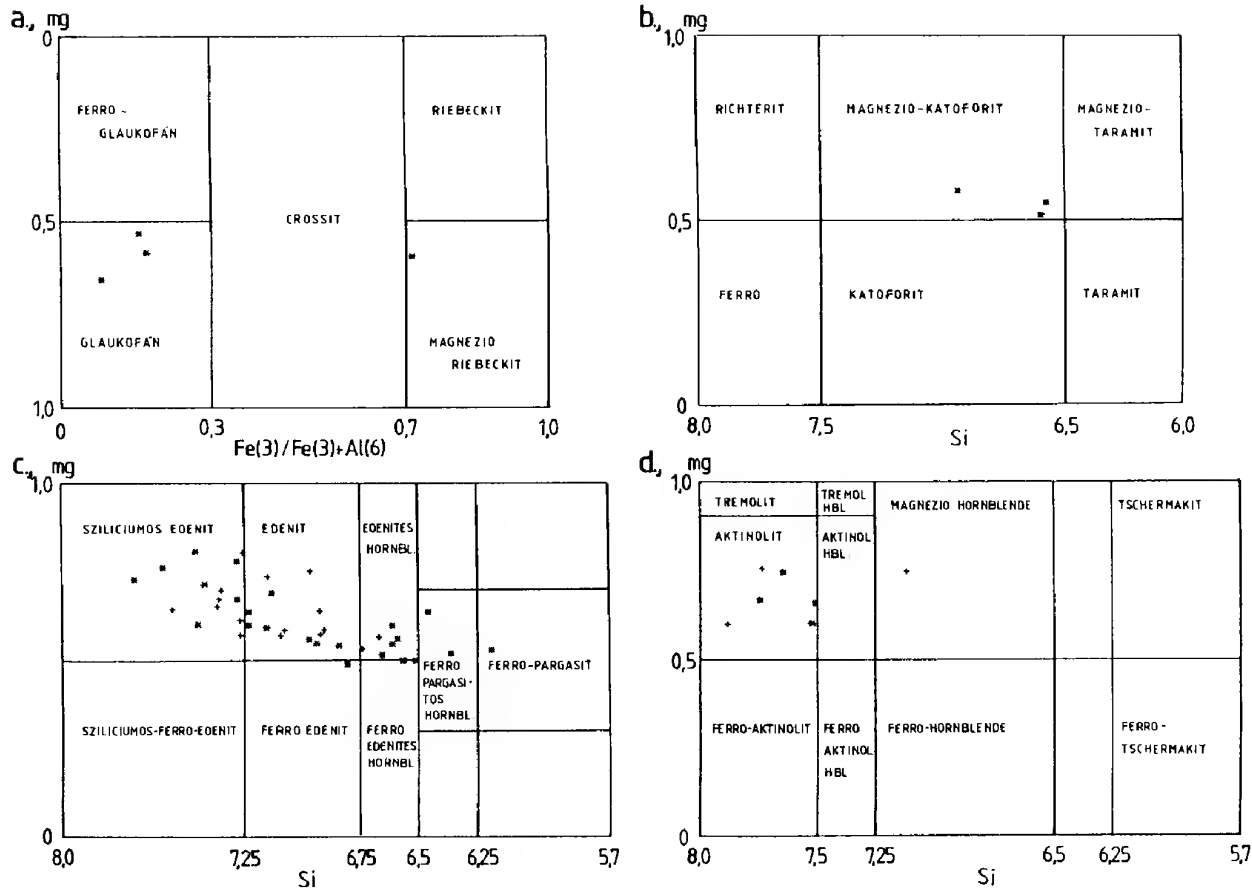 a., mg
0
FERRO-
GLAUKOFÁN
RIEBECKIT
CROSSIT
0,5
GLAUKOFÁN
MAGNEZIO
RIEBECKIT
1,0
0
0,3
0,7
1,0
Fe(3)/Fe(3)+Al(6)
b., mg
1,0
RICHTERIT
MAGNEZIO-KATOFORIT
MAGNEZIO-
TARAMIT
0,5
FERRO
KATOFORIT
TARAMIT
0
8,0
7,5
6,5
6,0
Si
c., mg
1,0
SZILICIUMOS EDENIT
EDENIT
EDENITES
HORNBL.
0,5
FERRO
PARGASI-
TOS
HORNBL.
FERRO-PARGASIT
SZILICIUMOS-FERRO-EDENIT
FERRO EDENIT
FERRO
EDENITES
HORNBL.
0
8,0
7,25
6,75
6,5
6,25
5,7
Si
d., mg
1,0
TREMOLIT
TREMOL
HBL
MAGNEZIO HORNBLENDE
TSCHERMAKIT
AKTINOLIT
AKTINOL
HBL.
0,5
FERRO-AKTINOLIT
FERRO
AKTINOL
HBL
FERRO-HORNBLENDE
FERRO-
TSCHERMAKIT
0
8,0
7,5
7,25
6,5
6,25
5,7
Si